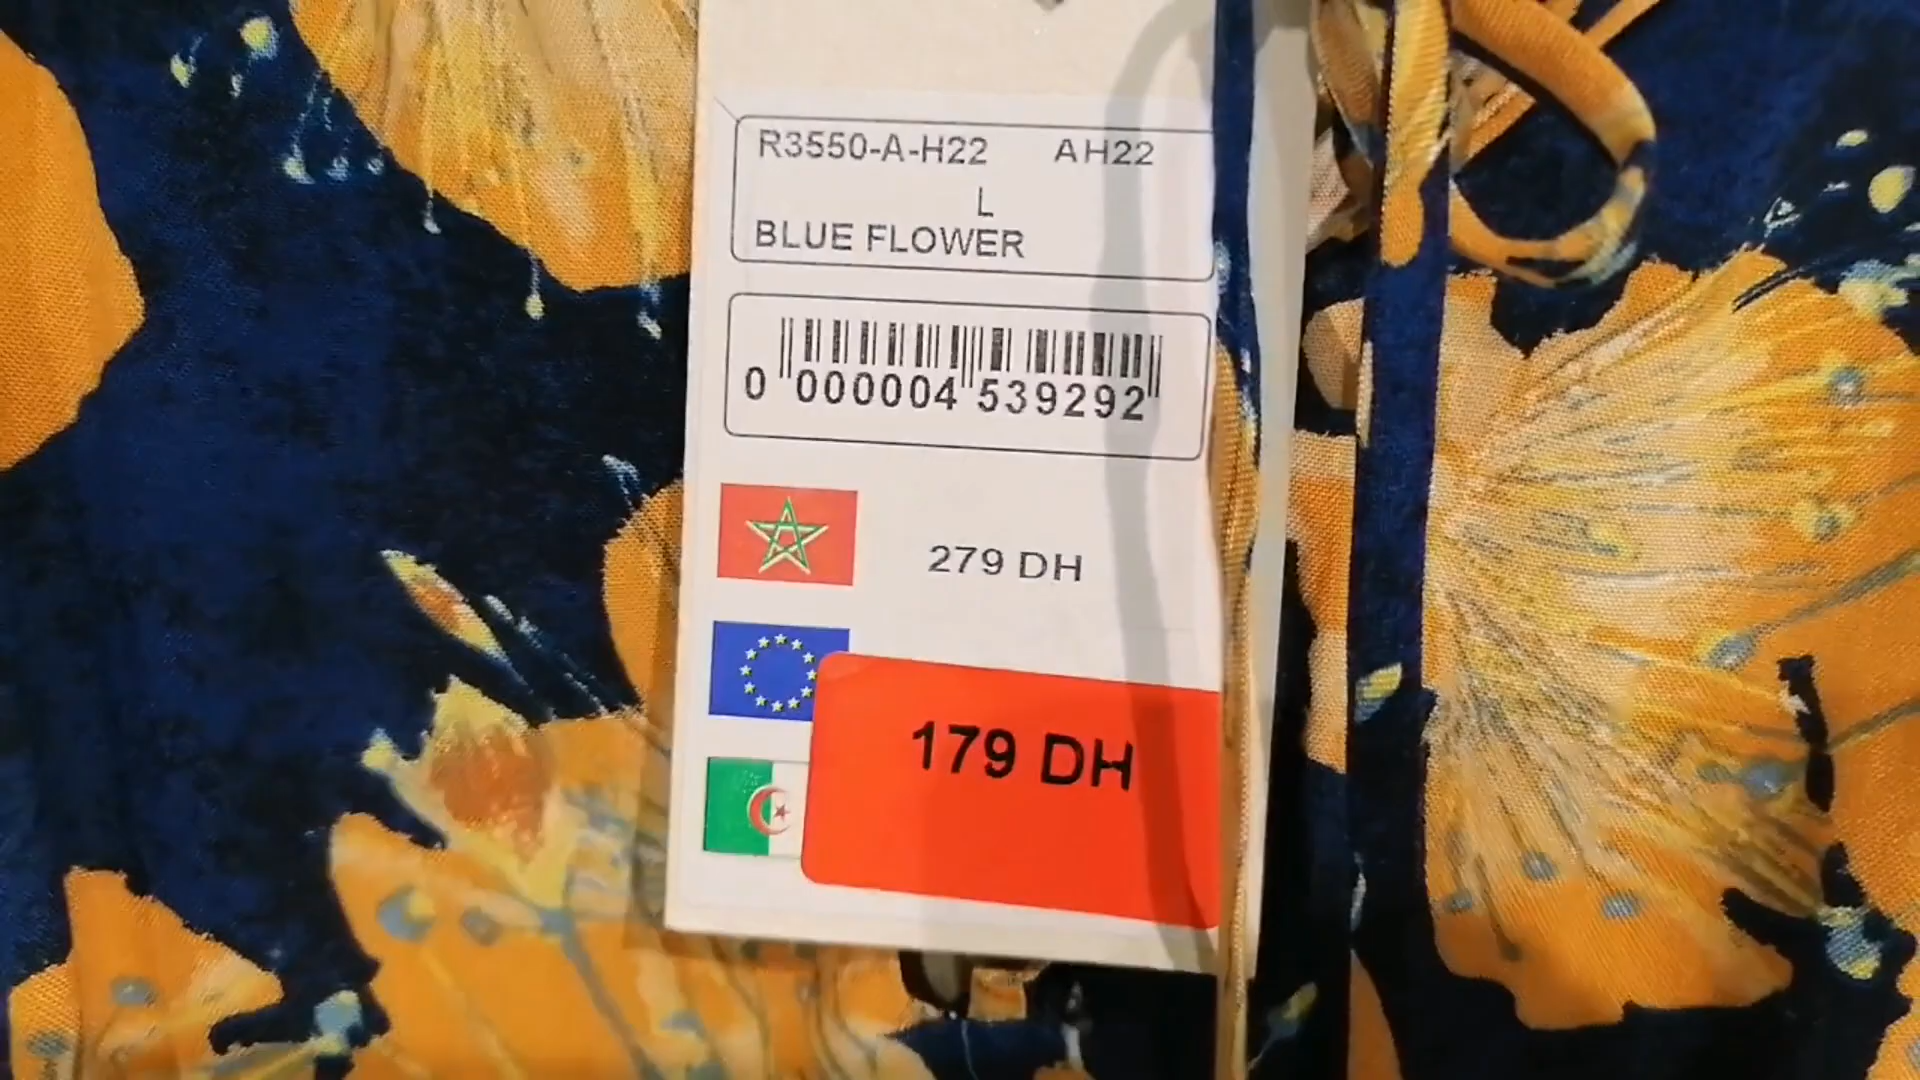 R3550-A-H22 AH22
L
BLUE FLOWER
0 000004 539292
279 DH
179 DH